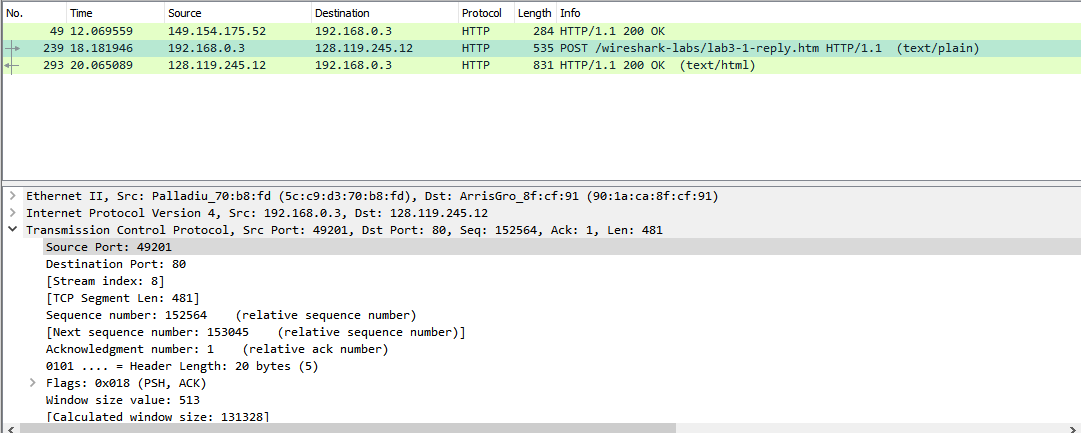 No. Time Source Destination Protocol Length Info
49 12.069559 149.154.175.52 192.168.0.3 HTTP 284 HTTP/1.1 200 OK
239 18.181946 192.168.0.3 128.119.245.12 HTTP 535 POST /wireshark-labs/lab3-1-reply.htm HTTP/1.1 (text/plain)
293 20.065089 128.119.245.12 192.168.0.3 HTTP 831 HTTP/1.1 200 OK (text/html)
Ethernet II, Src: Palladiu_70:b8:fd (5c:c9:d3:70:b8:fd), Dst: ArrisGro_8f:cf:91 (90:1a:ca:8f:cf:91)
Internet Protocol Version 4, Src: 192.168.0.3, Dst: 128.119.245.12
Transmission Control Protocol, Src Port: 49201, Dst Port: 80, Seq: 152564, Ack: 1, Len: 481
Source Port: 49201
Destination Port: 80
[Stream index: 8]
[TCP Segment Len: 481]
Sequence number: 152564 (relative sequence number)
[Next sequence number: 153045 (relative sequence number)]
Acknowledgment number: 1 (relative ack number)
0101 .... = Header Length: 20 bytes (5)
Flags: 0x018 (PSH, ACK)
Window size value: 513
[Calculated window size: 131328]